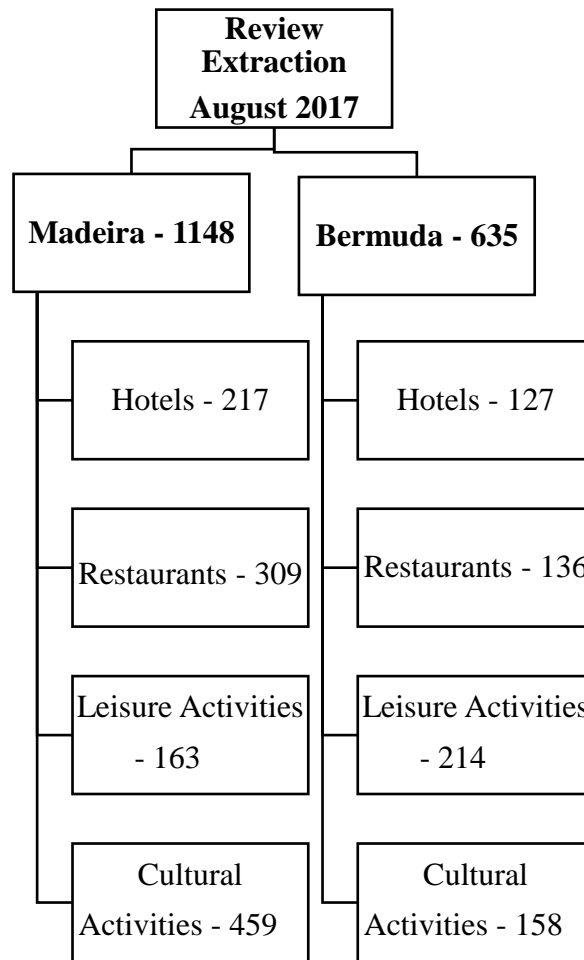 Review
Extraction
August 2017
Madeira - 1148
Bermuda - 635
Hotels - 217
Restaurants - 309
Leisure Activities
- 163
Cultural
Activities - 459
Hotels - 127
Restaurants - 136
Leisure Activities
- 214
Cultural
Activities - 158